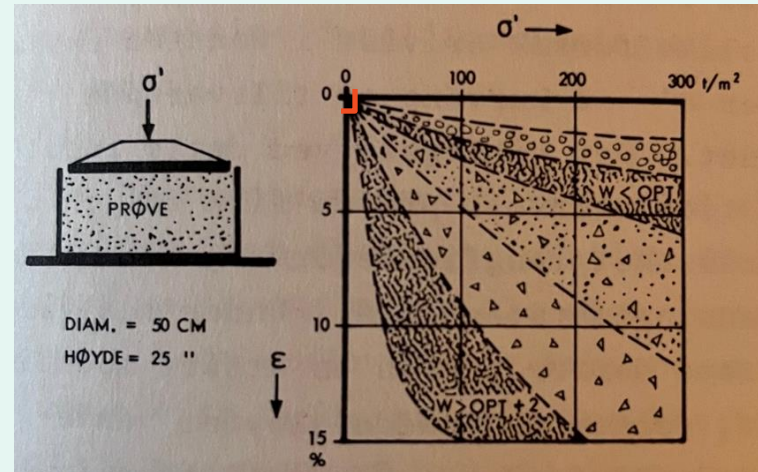 σ'
PRØVE
DIAM. = 50 CM
HØYDE = 25 "
σ'
0 100 200 300 t/m²
0
5
10
15
%
ε
W < OPT
W > OPT + 2